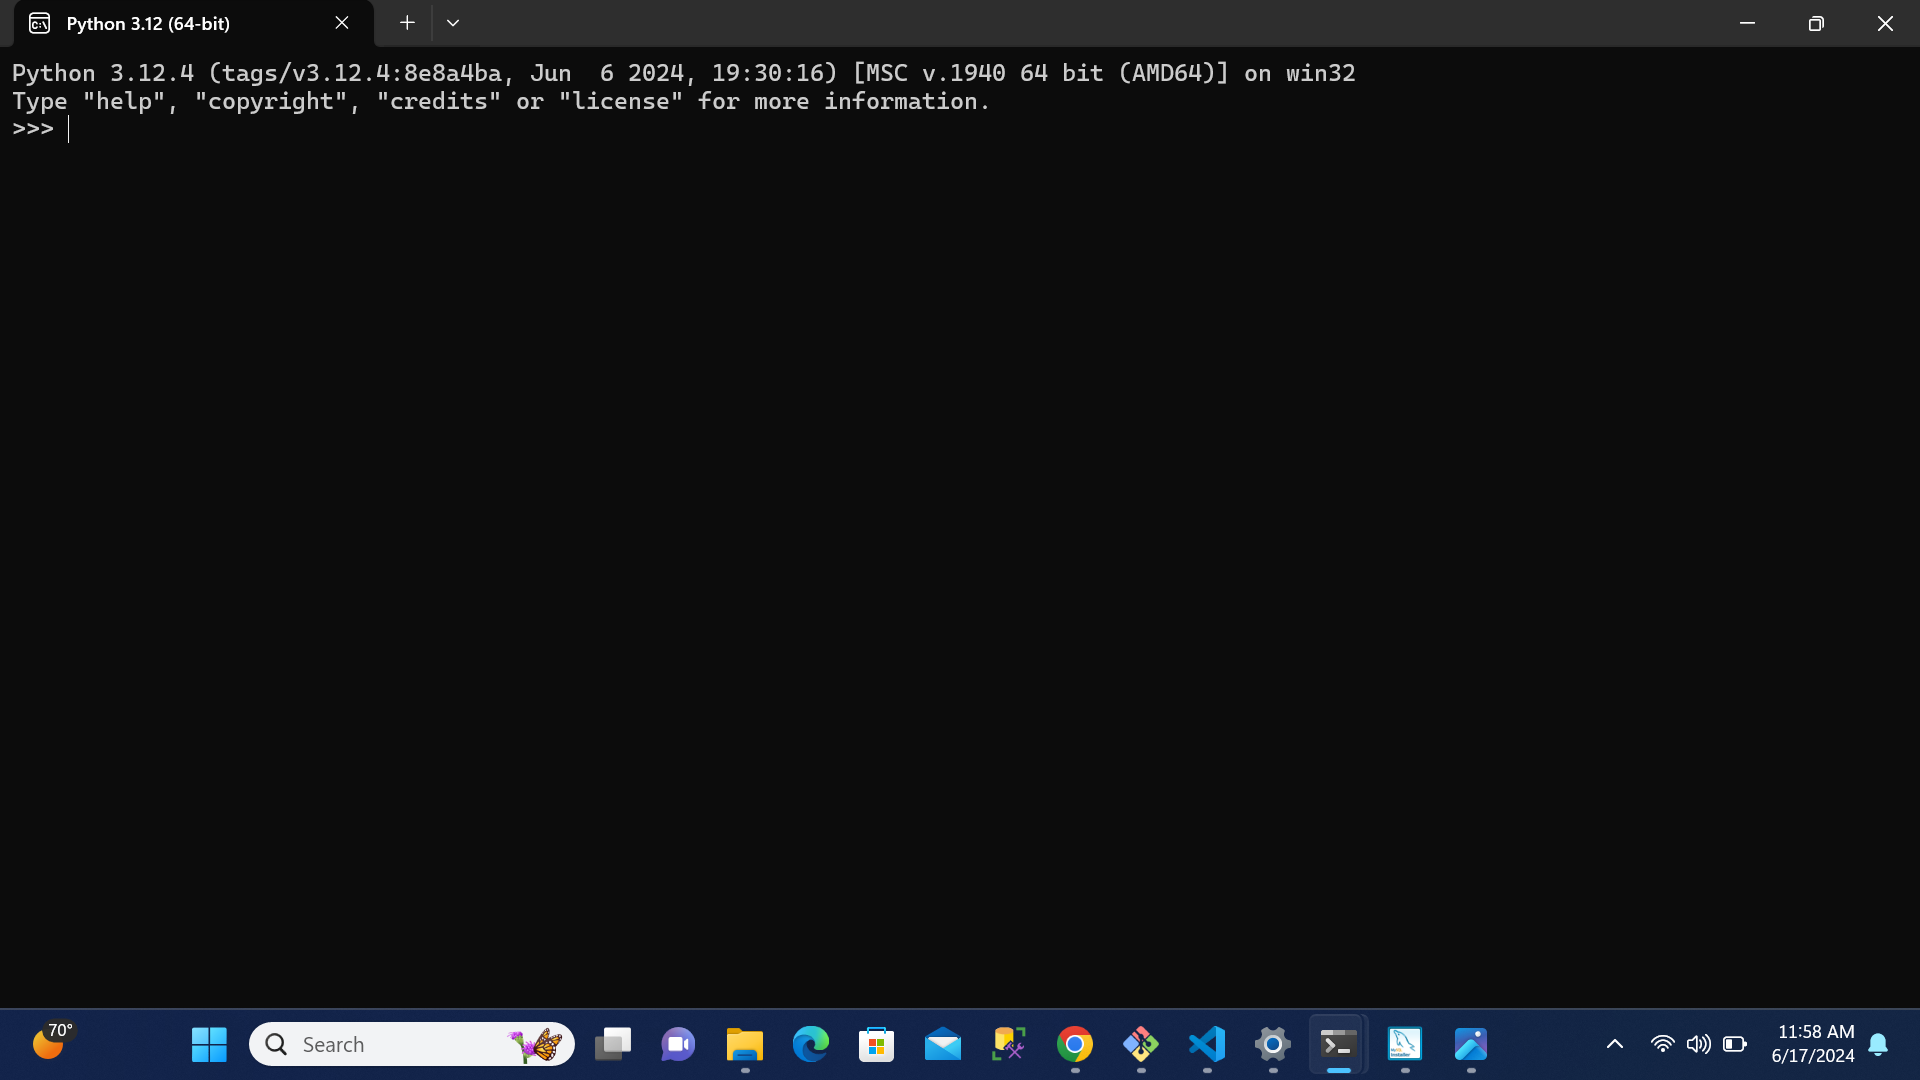 Python 3.12 (64-bit)
Python 3.12.4 (tags/v3.12.4:8e8a4ba, Jun  6 2024, 19:30:16) [MSC v.1940 64 bit (AMD64)] on win32
Type "help", "copyright", "credits" or "license" for more information.
>>>
70°
Search
11:58 AM
6/17/2024